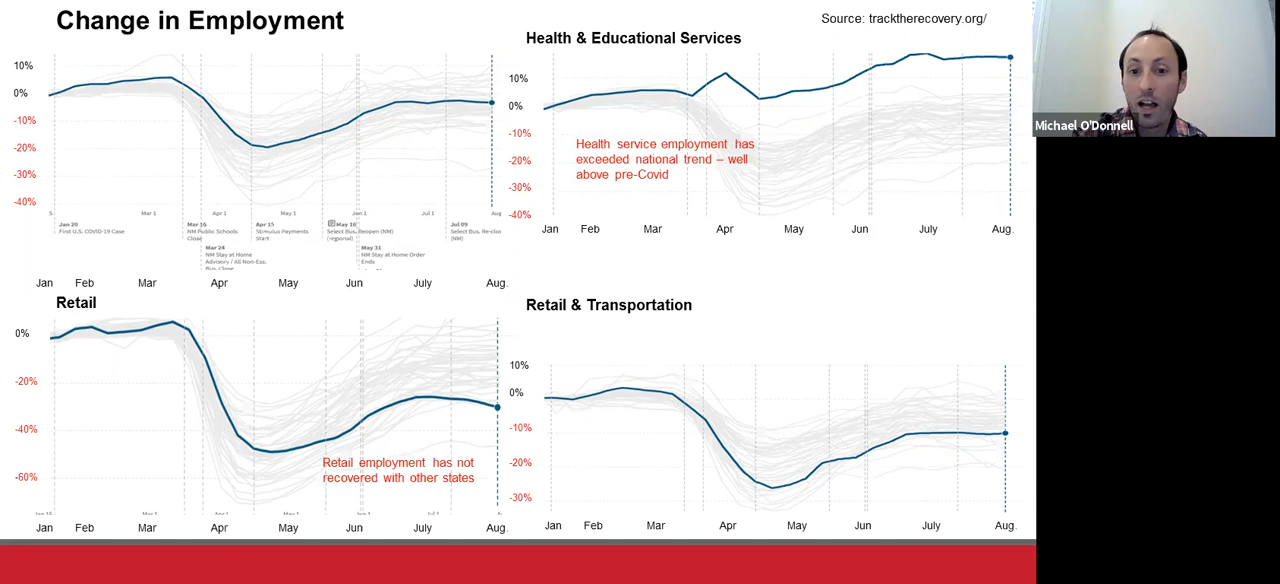 Change in Employment
Source: tracktherecovery.org/
Health & Educational Services
10%
0%
-10%
-20%
-30%
-40%
Mar 1
Apr 1
May 1
Jun 1
Jul 1
Aug
Jan 20
First U.S. COVID-19 Case
Mar 16
NM Public Schools
Close
Apr 15
Stimulus Payments
Start
May 16
Select Bus. Reopen (NM)
(regional)
Jul 09
Select Bus. Re-clos
(NM)
Mar 24
NM Stay at Home
Advisory / All Non-Ess.
Bus. Close
May 31
NM Stay at Home Order
Ends
Jan Feb Mar Apr May Jun July Aug.
10%
0%
-10%
-20%
-30%
-40%
Health service employment has
exceeded national trend – well
above pre-Covid
Jan Feb Mar Apr May Jun July Aug.
Retail
0%
-20%
-40%
-60%
Retail employment has not
recovered with other states
Jan Feb Mar Apr May Jun July Aug.
Retail & Transportation
10%
0%
-10%
-20%
-30%
Jan Feb Mar Apr May Jun July Aug.
Michael O'Donnell